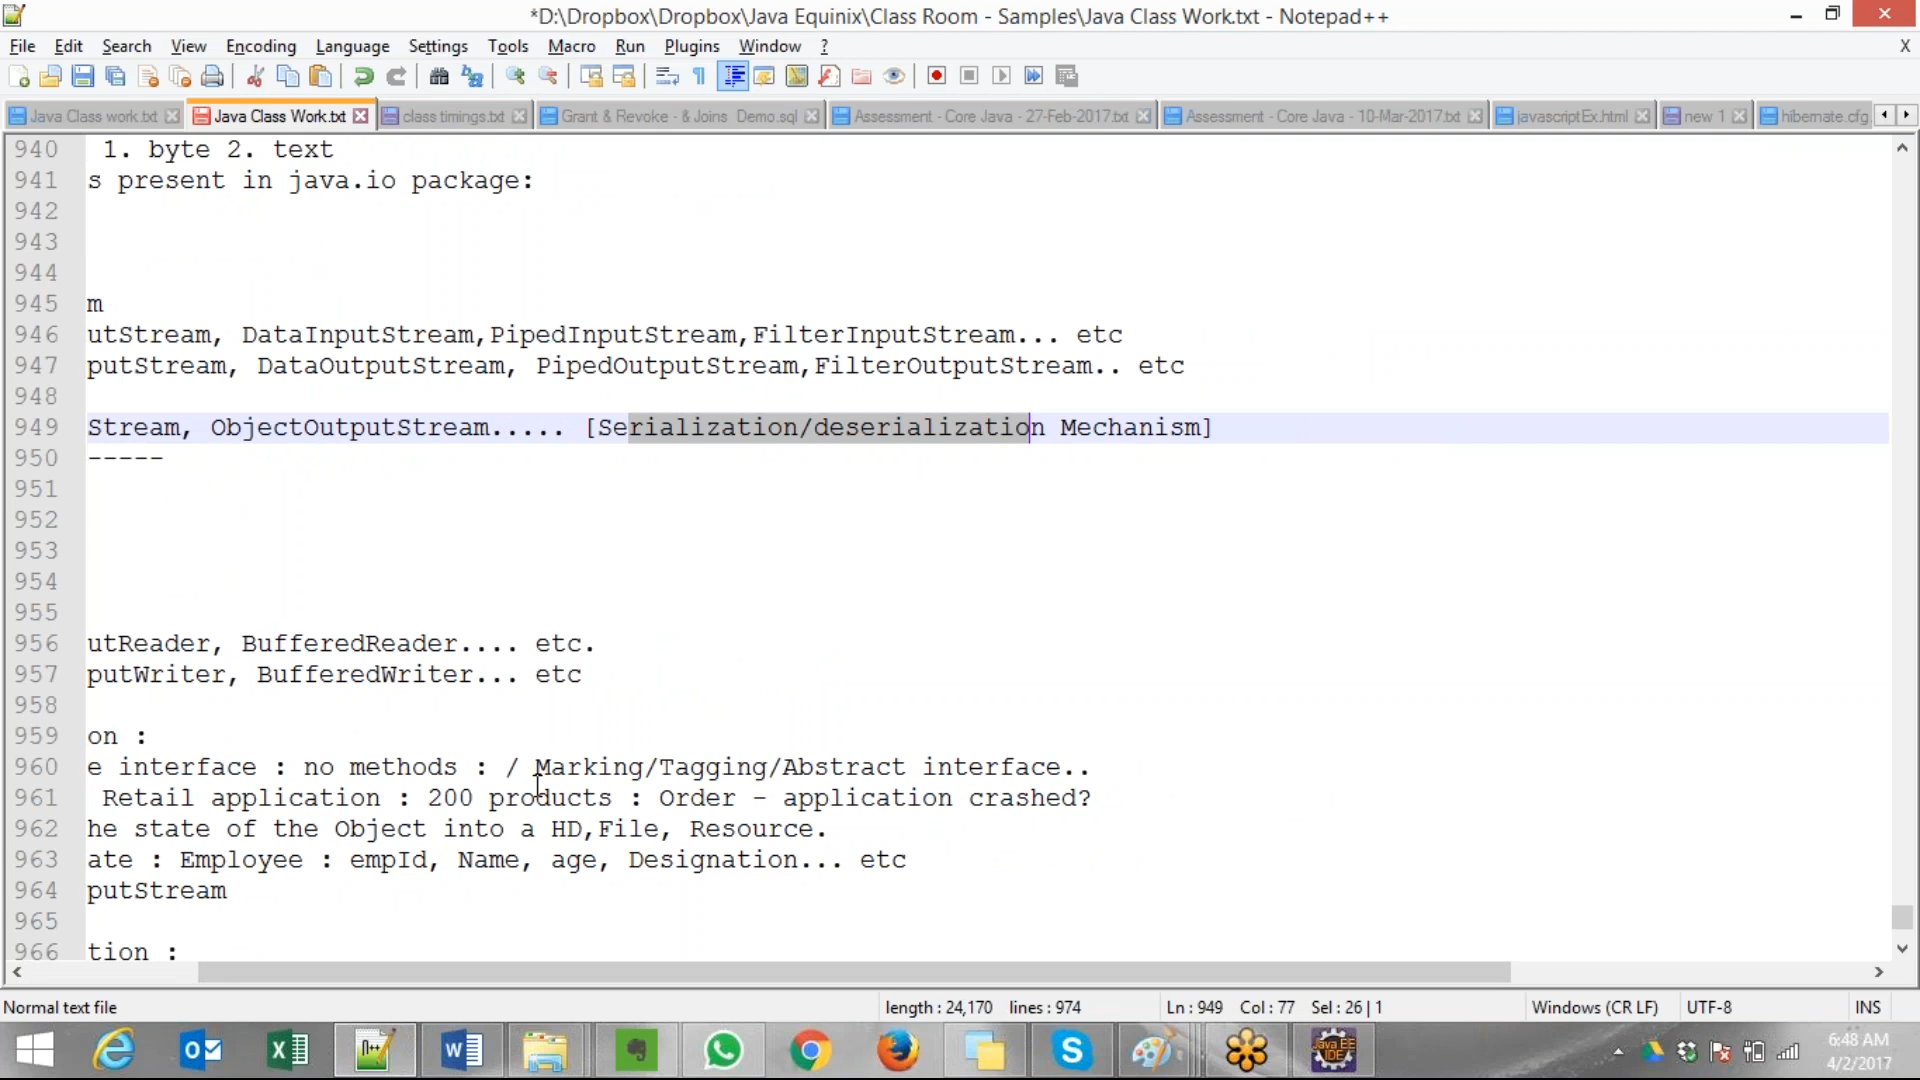 *D:\Dropbox\Dropbox\Java Equinix\Class Room - Samples\Java Class Work.txt - Notepad++
File Edit Search View Encoding Language Settings Tools Macro Run Plugins Window ? X
Java Class work.txt Java Class Work.txt class timings.txt Grant & Revoke - & Joins Demo.sql Assessment - Core Java - 27-Feb-2017.txt Assessment - Core Java - 10-Mar-2017.txt javascriptEx.html new 1 hibernate.cfg.
940 1. byte 2. text
941 s present in java.io package:
942
943
944
945 m
946 utStream, DataInputStream,PipedInputStream,FilterInputStream... etc
947 putStream, DataOutputStream, PipedOutputStream,FilterOutputStream.. etc
948
949 Stream, ObjectOutputStream..... [Serialization/deserialization Mechanism]
950 -----
951
952
953
954
955
956 utReader, BufferedReader.... etc.
957 putWriter, BufferedWriter... etc
958
959 on :
960 e interface : no methods : / Marking/Tagging/Abstract interface..
961 Retail application : 200 products : Order - application crashed?
962 he state of the Object into a HD,File, Resource.
963 ate : Employee : empId, Name, age, Designation... etc
964 putStream
965
966 tion :
Normal text file length : 24,170 lines : 974 Ln : 949 Col : 77 Sel : 26 | 1 Windows (CR LF) UTF-8 INS
6:48 AM
4/2/2017